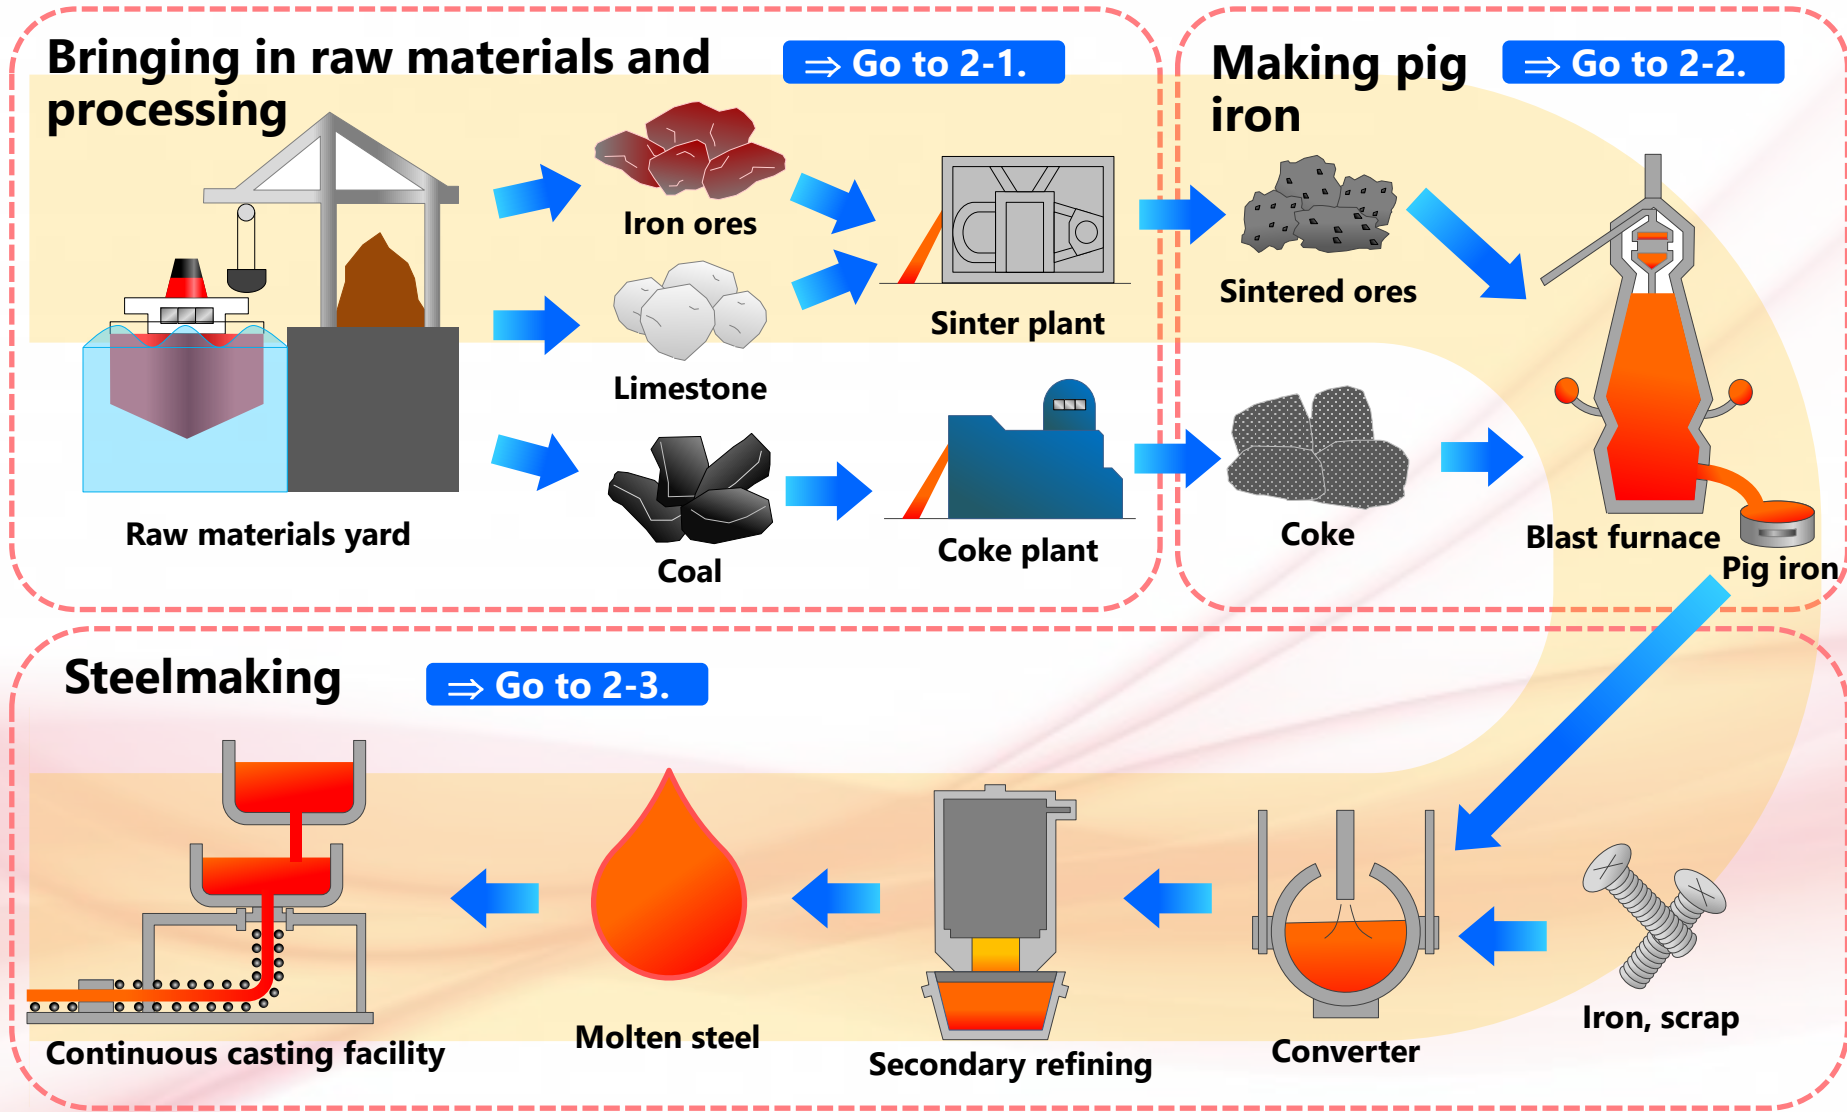 Bringing in raw materials and
processing
⇒ Go to 2-1.
Iron ores
Limestone
Coal
Raw materials yard
Sinter plant
Coke plant
Making pig
iron
⇒ Go to 2-2.
Sintered ores
Coke
Blast furnace
Pig iron
Steelmaking
⇒ Go to 2-3.
Continuous casting facility
Molten steel
Secondary refining
Converter
Iron, scrap